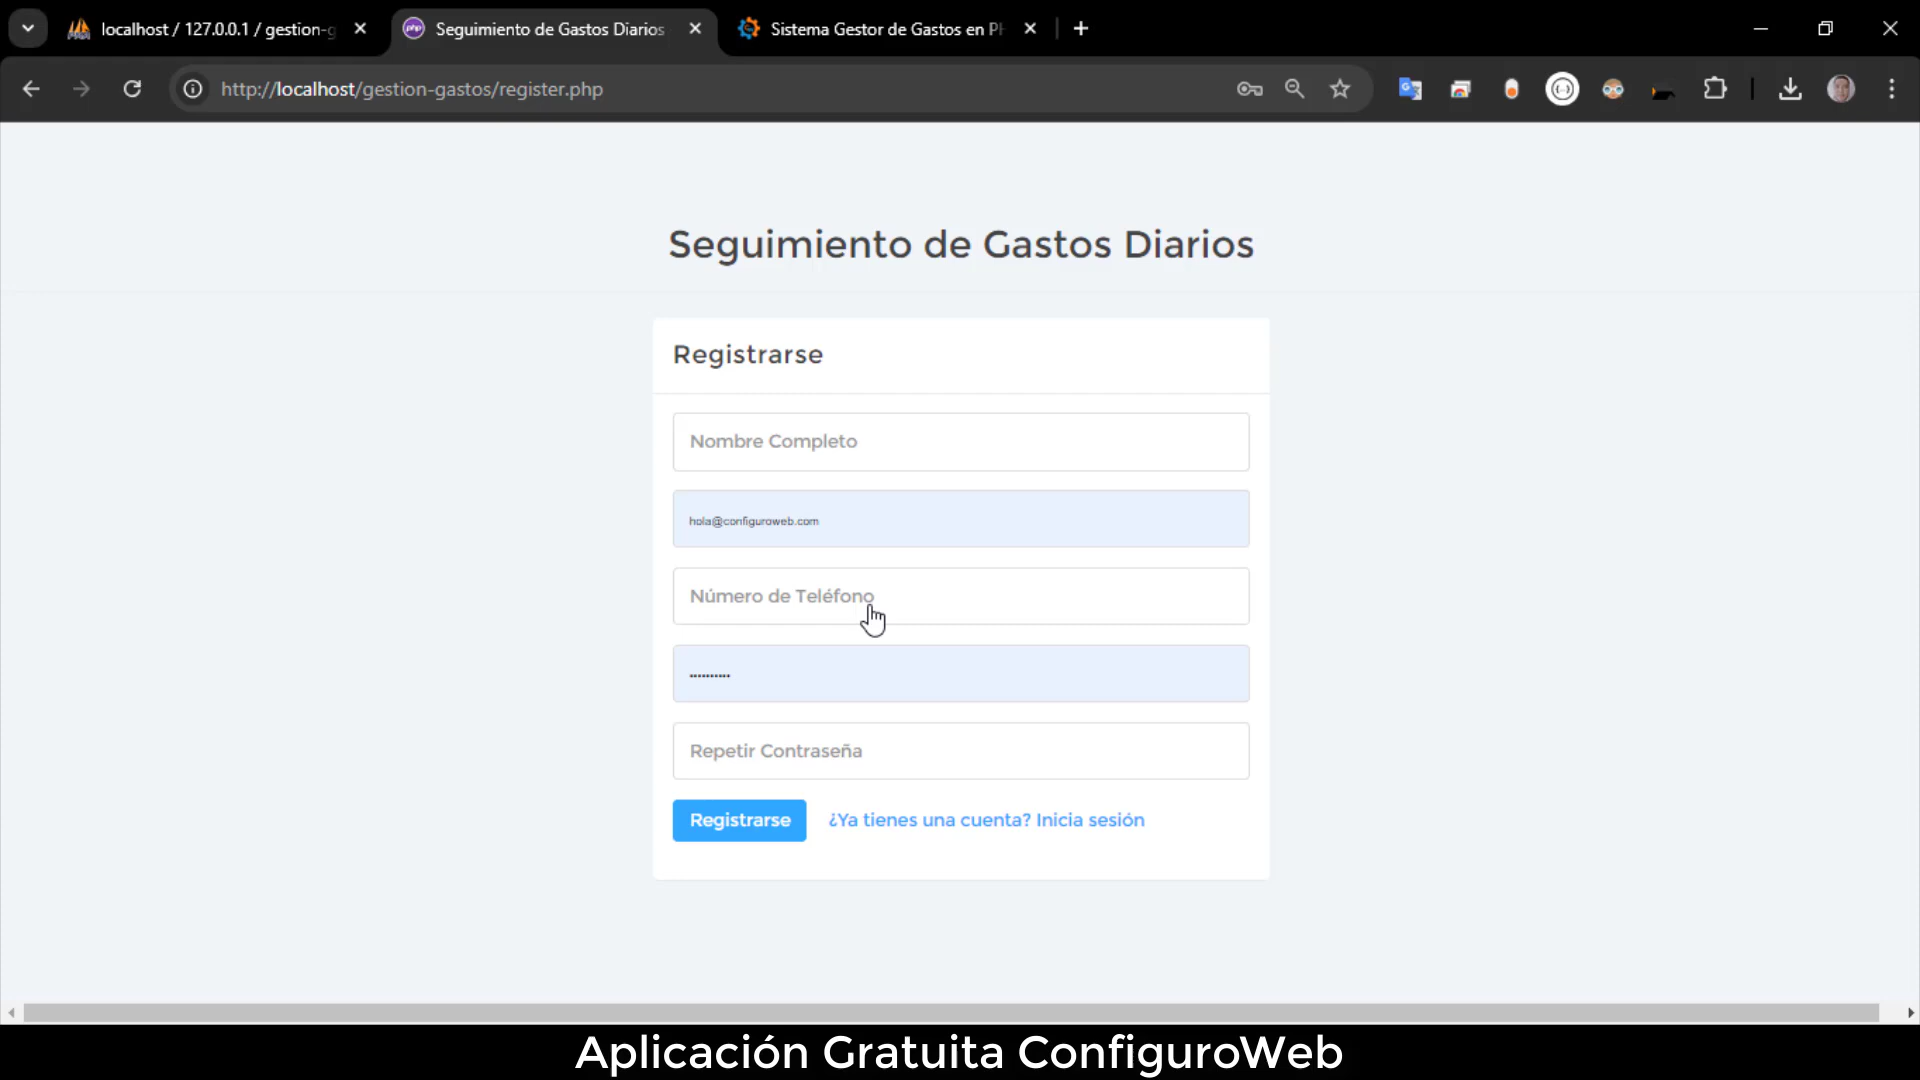 localhost / 127.0.0.1 / gestion-g
Seguimiento de Gastos Diarios
Sistema Gestor de Gastos en PH
http://localhost/gestion-gastos/register.php
Seguimiento de Gastos Diarios
Registrarse
Nombre Completo
hola@configuroweb.com
Número de Teléfono
Repetir Contraseña
Registrarse ¿Ya tienes una cuenta? Inicia sesión
Aplicación Gratuita ConfiguroWeb